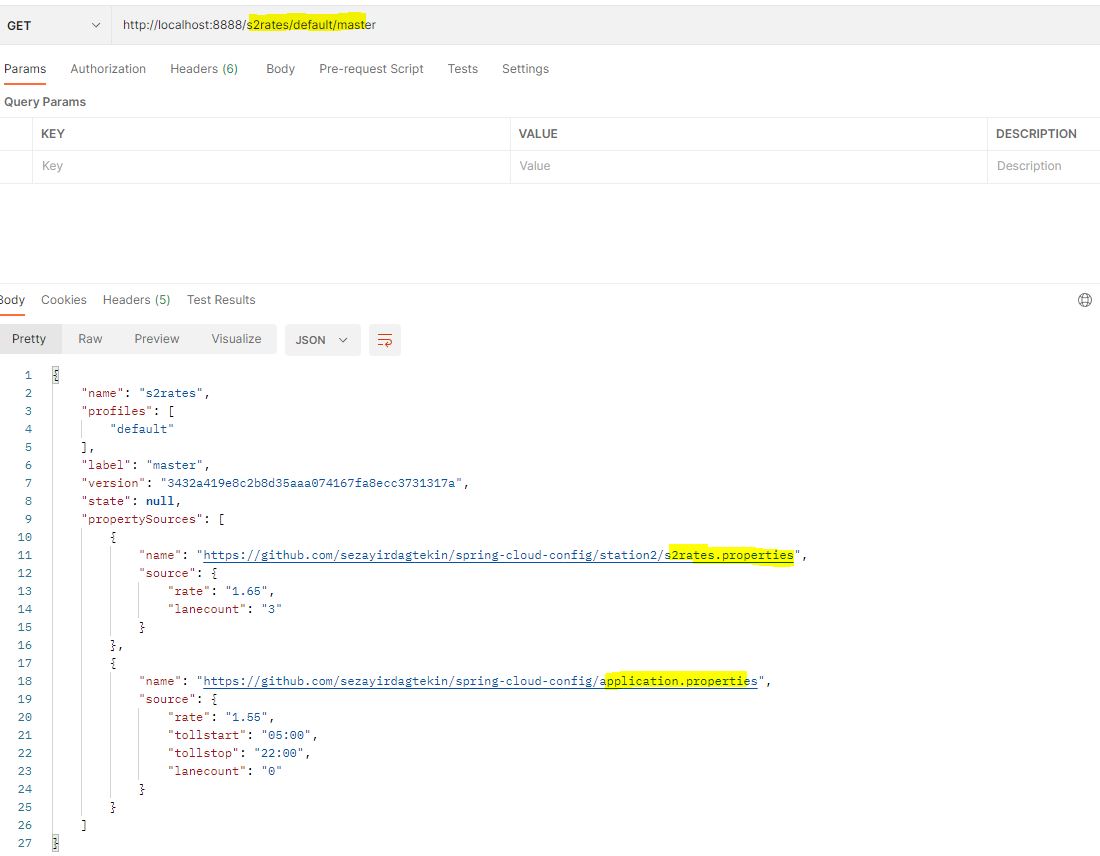 GET http://localhost:8888/s2rates/default/master
Params Authorization Headers (6) Body Pre-request Script Tests Settings
Query Params
KEY VALUE DESCRIPTION
Key Value Description
Body Cookies Headers (5) Test Results
Pretty Raw Preview Visualize JSON
1 {
2 "name": "s2rates",
3 "profiles": [
4 "default"
5 ],
6 "label": "master",
7 "version": "3432a419e8c2b8d35aaa074167fa8ecc3731317a",
8 "state": null,
9 "propertySources": [
10 {
11 "name": "https://github.com/sezayirdagtekin/spring-cloud-config/station2/s2rates.properties",
12 "source": {
13 "rate": "1.65",
14 "lanecount": "3"
15 }
16 },
17 {
18 "name": "https://github.com/sezayirdagtekin/spring-cloud-config/application.properties",
19 "source": {
20 "rate": "1.55",
21 "tollstart": "05:00",
22 "tollstop": "22:00",
23 "lanecount": "0"
24 }
25 }
26 ]
27 }